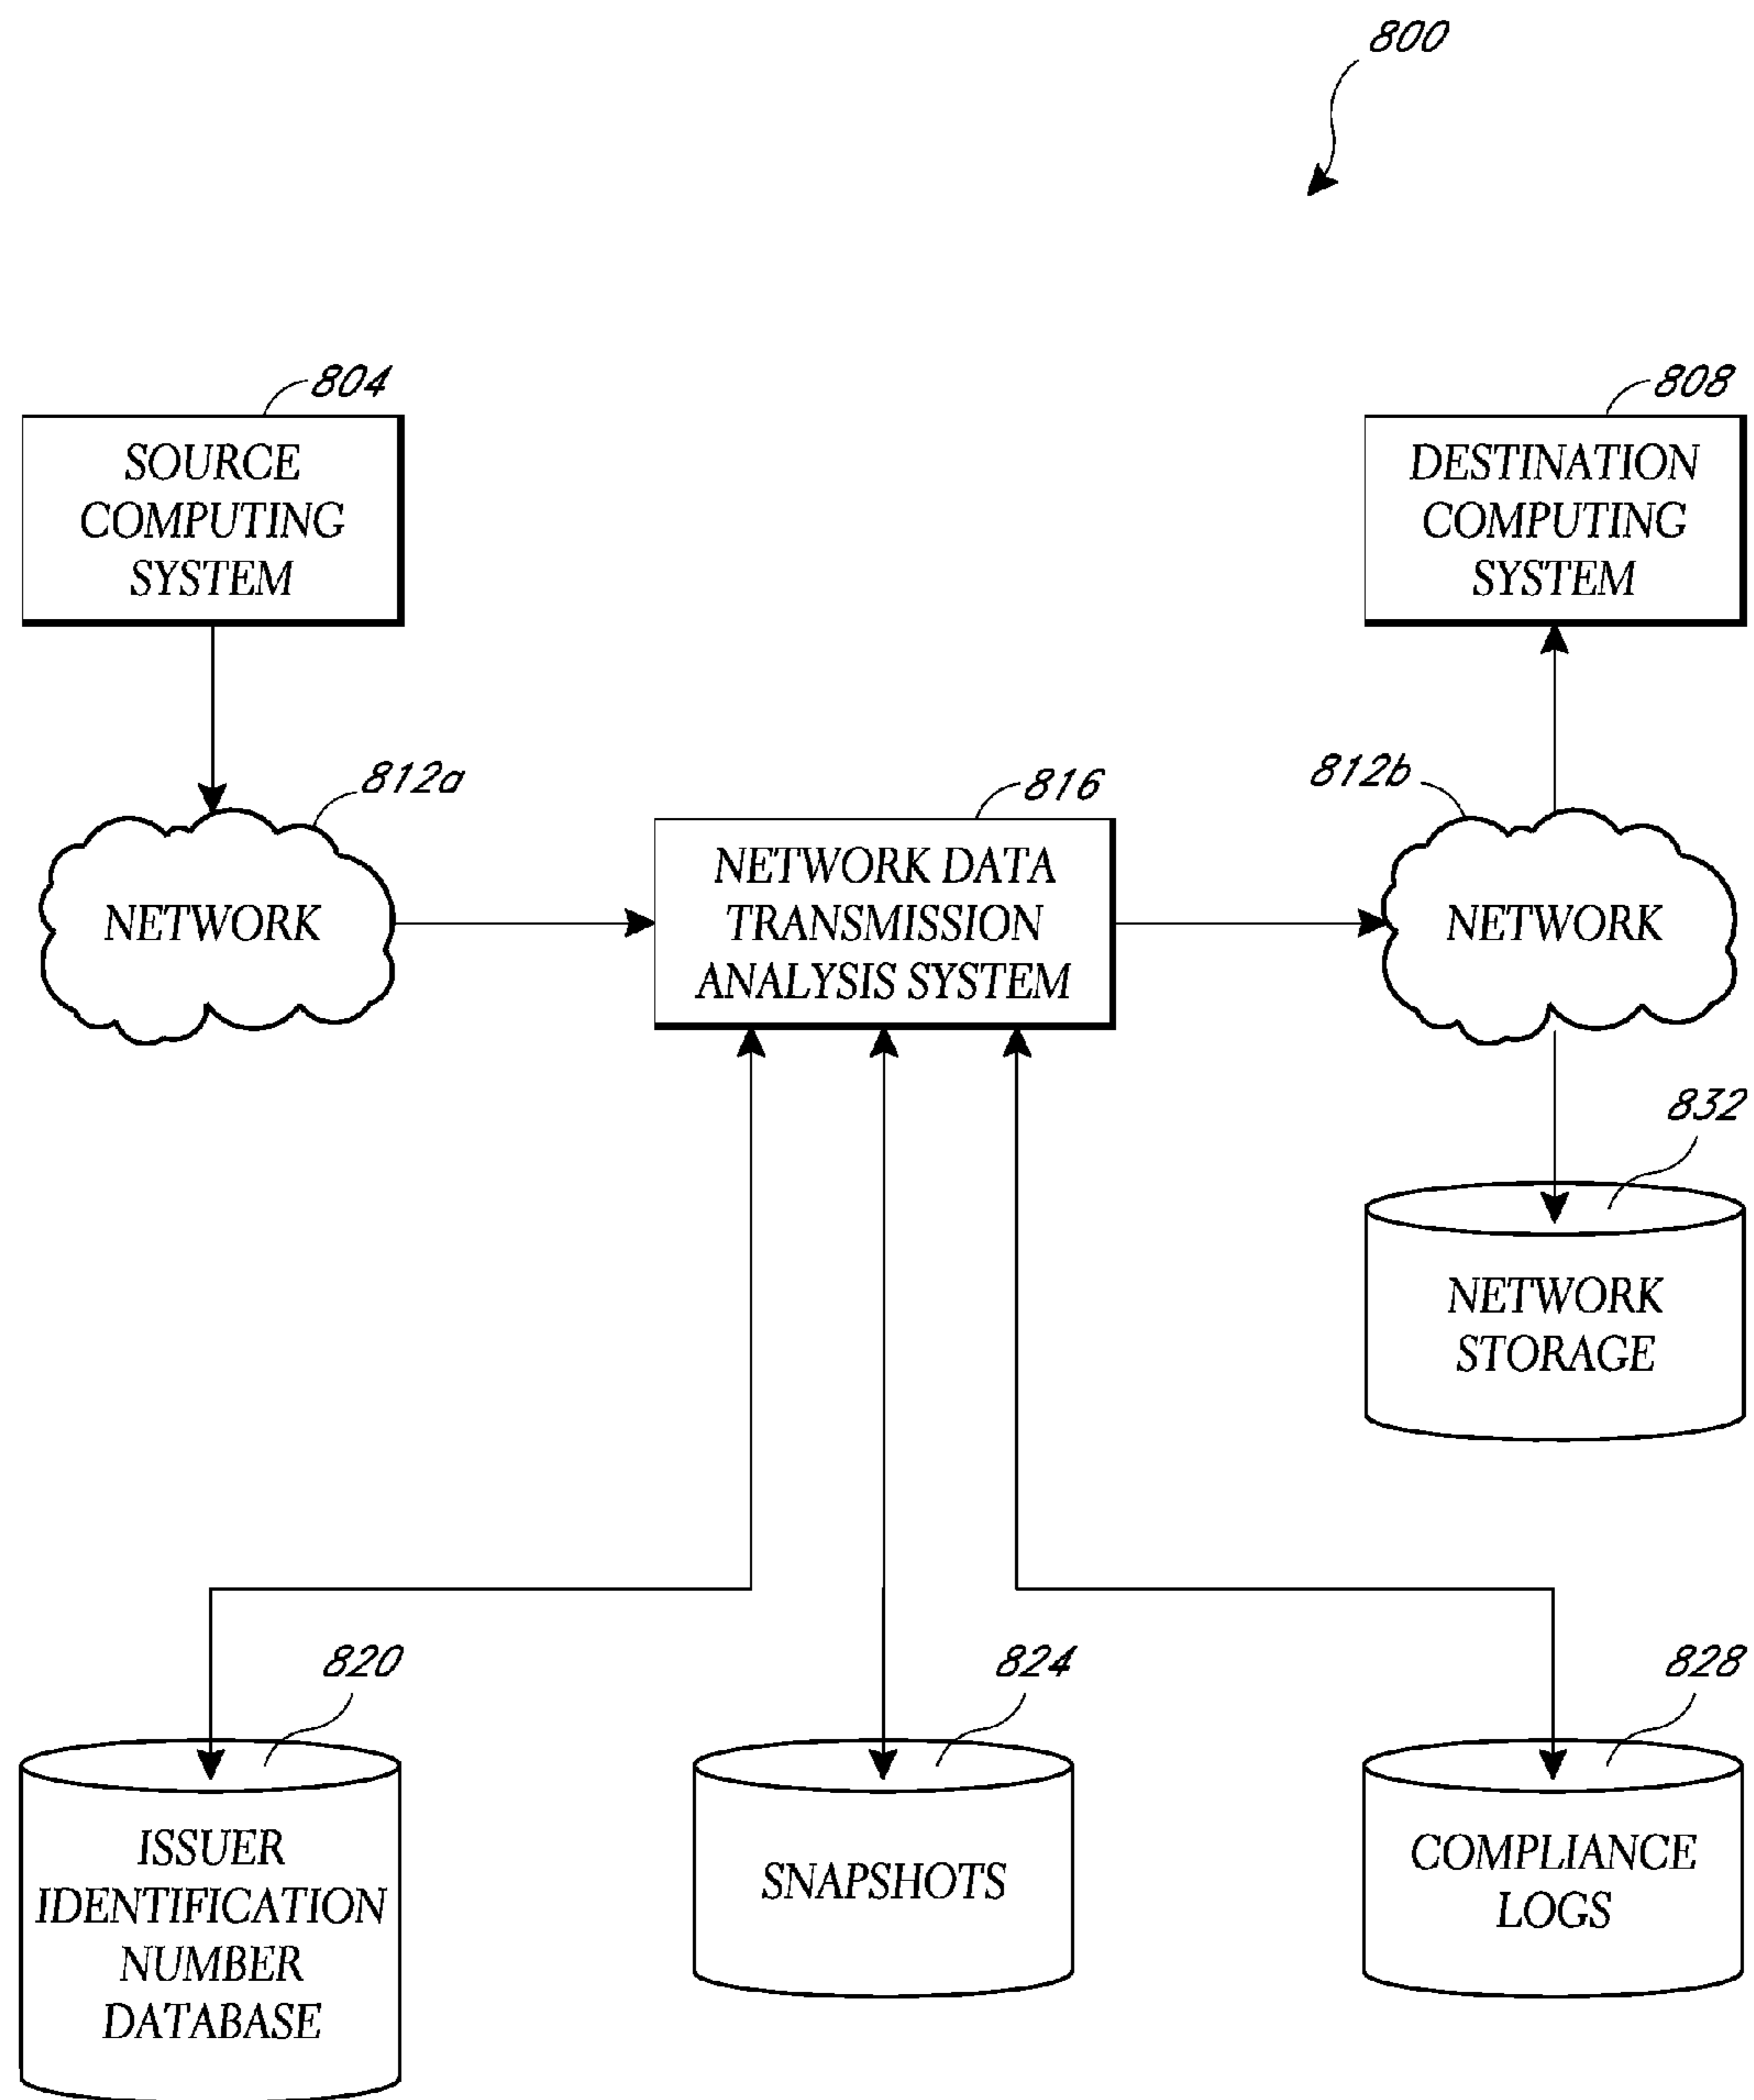 800
804
SOURCE
COMPUTING
SYSTEM
808
DESTINATION
COMPUTING
SYSTEM
812a
NETWORK
816
NETWORK DATA
TRANSMISSION
ANALYSIS SYSTEM
812b
NETWORK
832
NETWORK
STORAGE
820
ISSUER
IDENTIFICATION
NUMBER
DATABASE
824
SNAPSHOTS
828
COMPLIANCE
LOGS